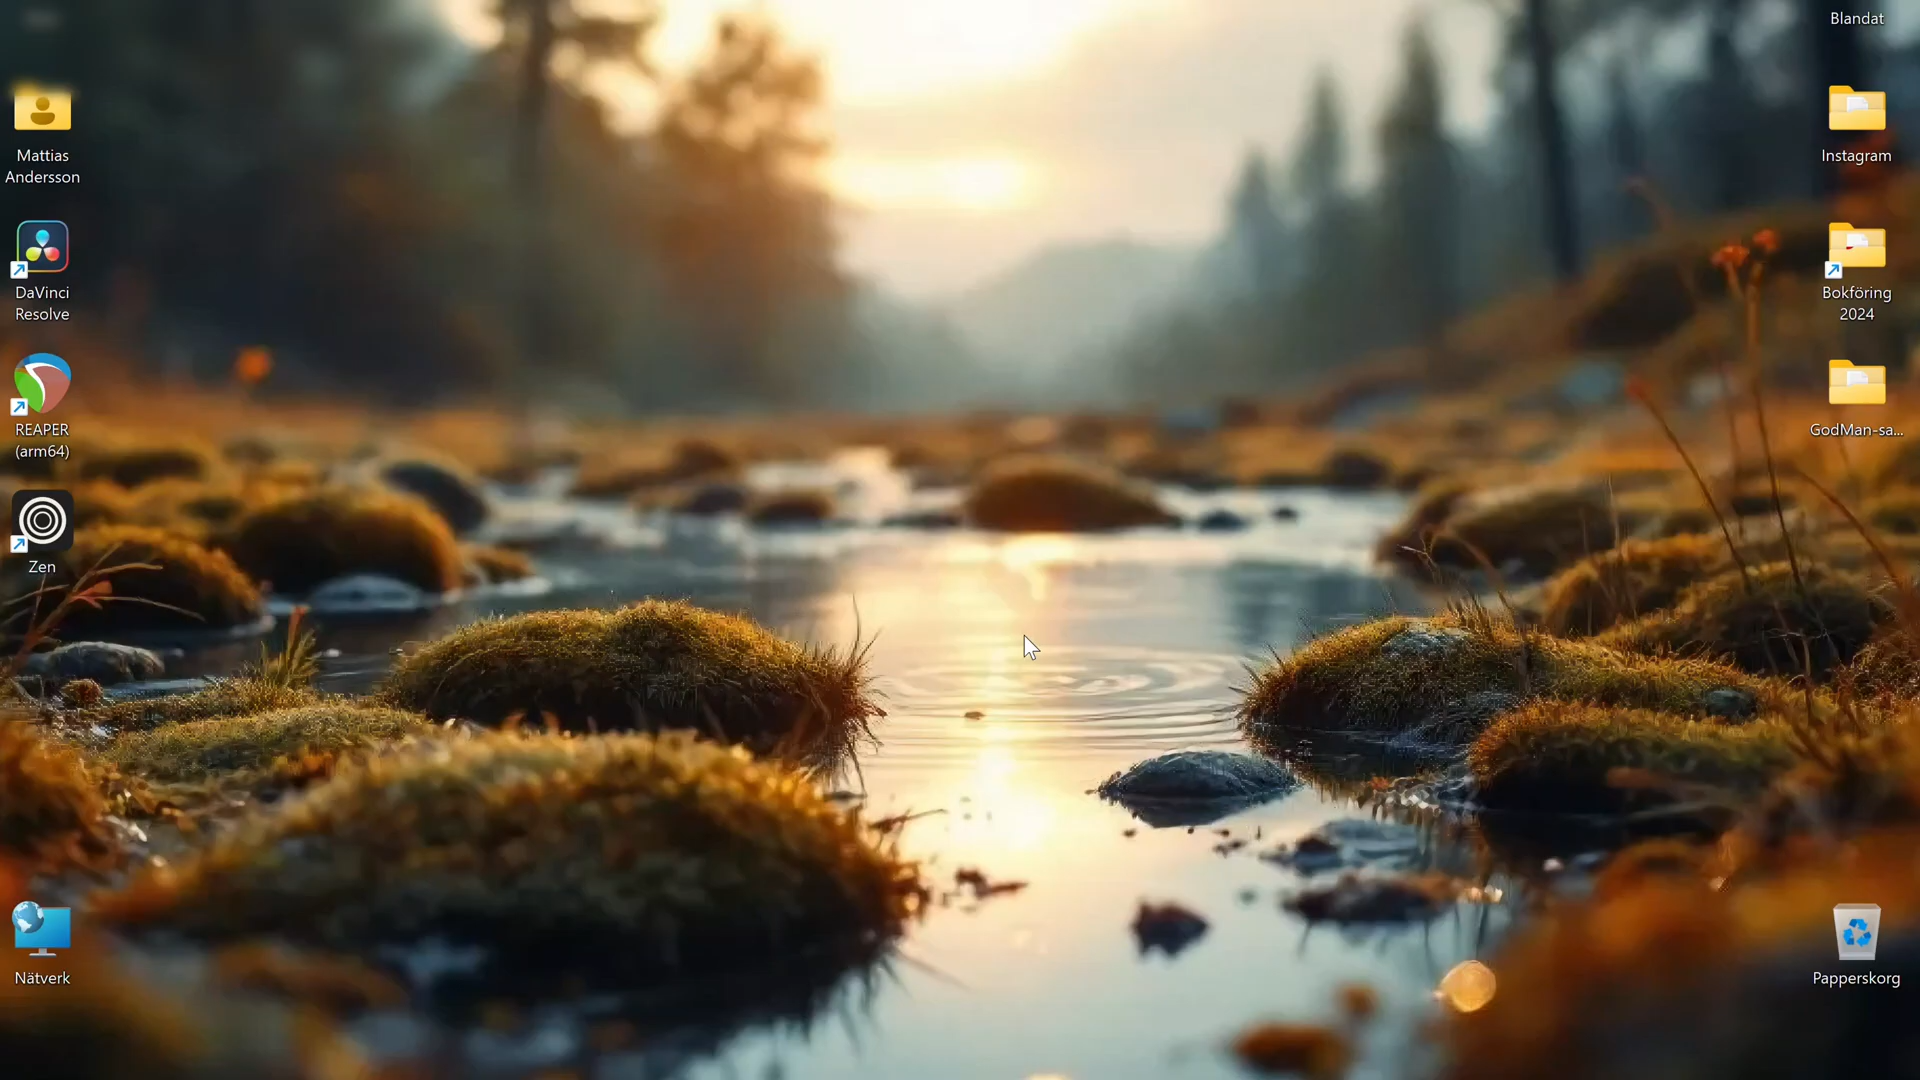 Blandat
Mattias
Andersson
Instagram
DaVinci
Resolve
Bokföring
2024
REAPER
(arm64)
GodMan-sa...
Zen
Nätverk
Papperskorg